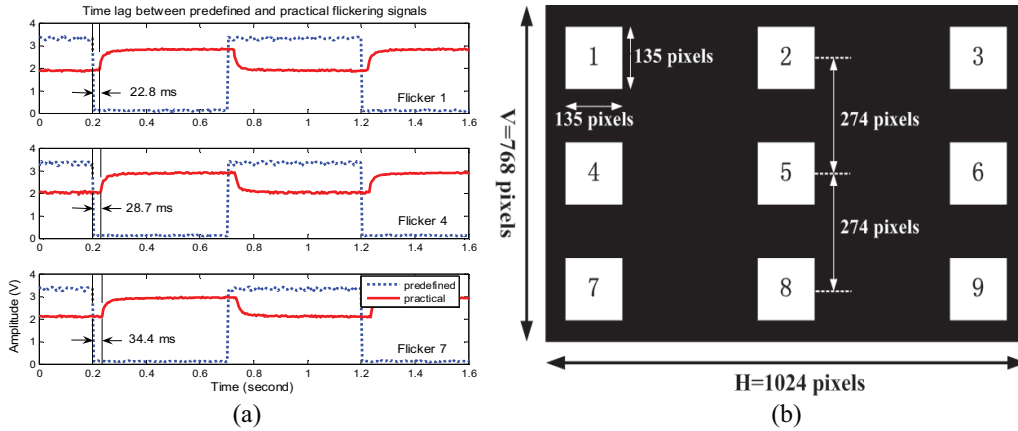 Time lag between predefined and practical flickering signals
4
3
2
1
0
22.8 ms
Flicker 1
0 0.2 0.4 0.6 0.8 1 1.2 1.4 1.6
4
3
2
1
0
28.7 ms
Flicker 4
0 0.2 0.4 0.6 0.8 1 1.2 1.4 1.6
Amplitude (V)
4
3
2
1
0
predefined
practical
34.4 ms
Flicker 7
0 0.2 0.4 0.6 0.8 1 1.2 1.4 1.6
Time (second)
(a)
V=768 pixels
1 2 3
135 pixels
135 pixels
274 pixels
4 5 6
274 pixels
7 8 9
H=1024 pixels
(b)